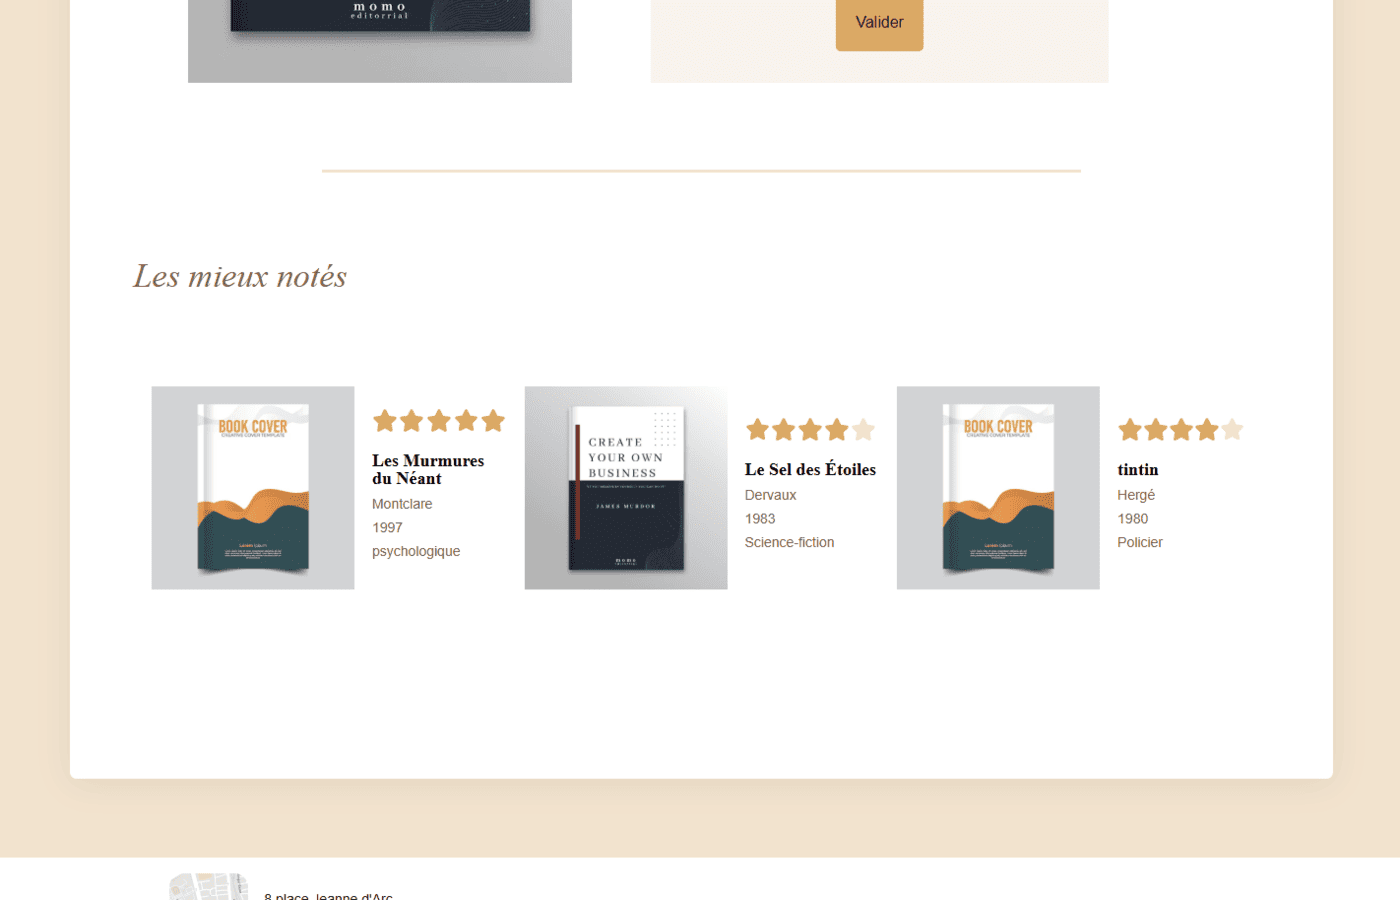 momo
editorrial
Valider
Les mieux notés
BOOK COVER
CREATIVE COVER TEMPLATE
Les Murmures
du Néant
Montclare
1997
psychologique
CREATE
YOUR OWN
BUSINESS
JAMES MURDOK
momo
editorrial
Le Sel des Étoiles
Dervaux
1983
Science-fiction
BOOK COVER
CREATIVE COVER TEMPLATE
tintin
Hergé
1980
Policier
8 place Jeanne d'Arc